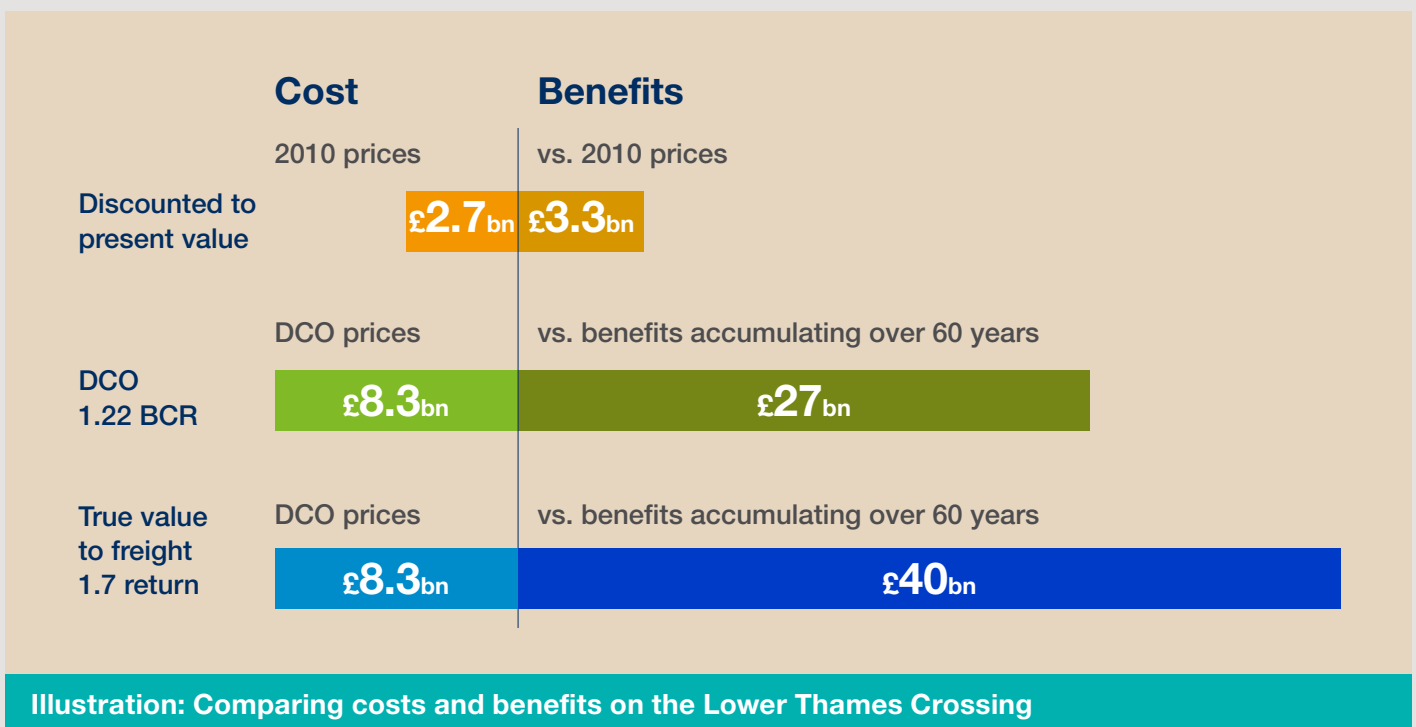 Cost
Benefits
2010 prices
vs. 2010 prices
Discounted to
present value
£2.7bn
£3.3bn
DCO prices
vs. benefits accumulating over 60 years
DCO
1.22 BCR
£8.3bn
£27bn
True value
to freight
1.7 return
DCO prices
vs. benefits accumulating over 60 years
£8.3bn
£40bn
Illustration: Comparing costs and benefits on the Lower Thames Crossing